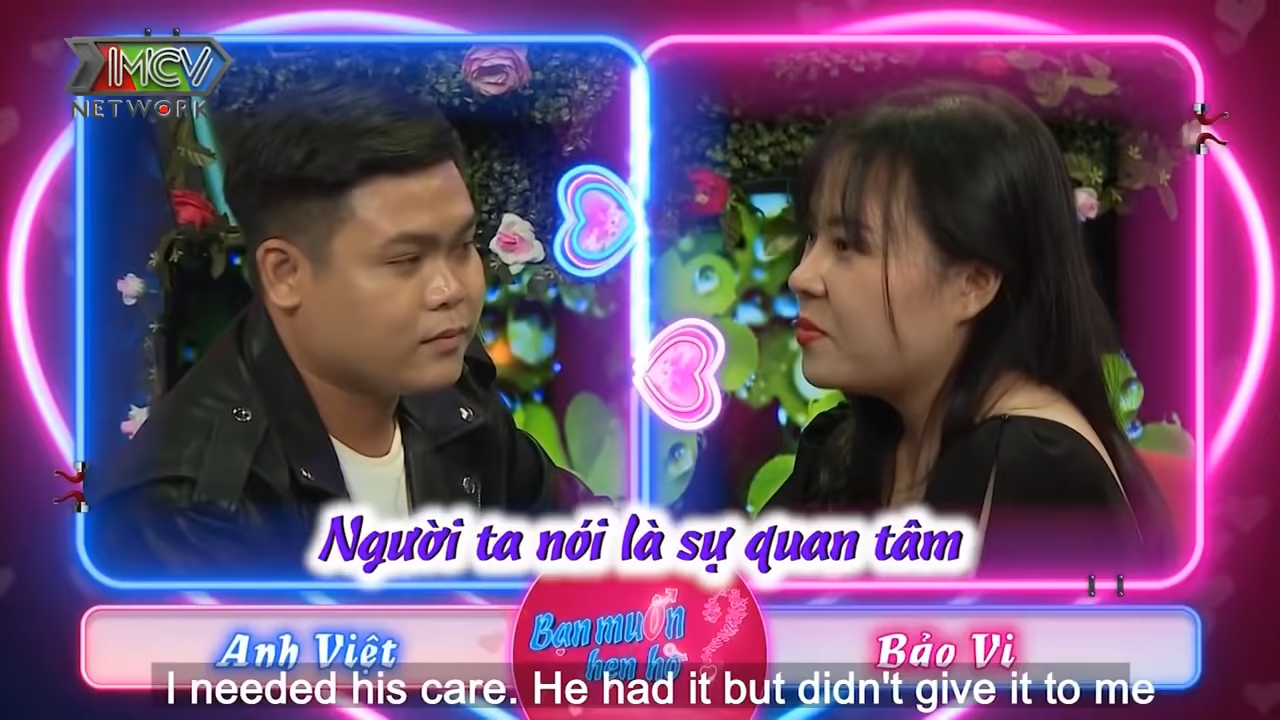 MCV
NETWORK
Người ta nói là sự quan tâm
Bạn muốn
hẹn hò
Anh Việt
Bảo Vi
I needed his care. He had it but didn't give it to me